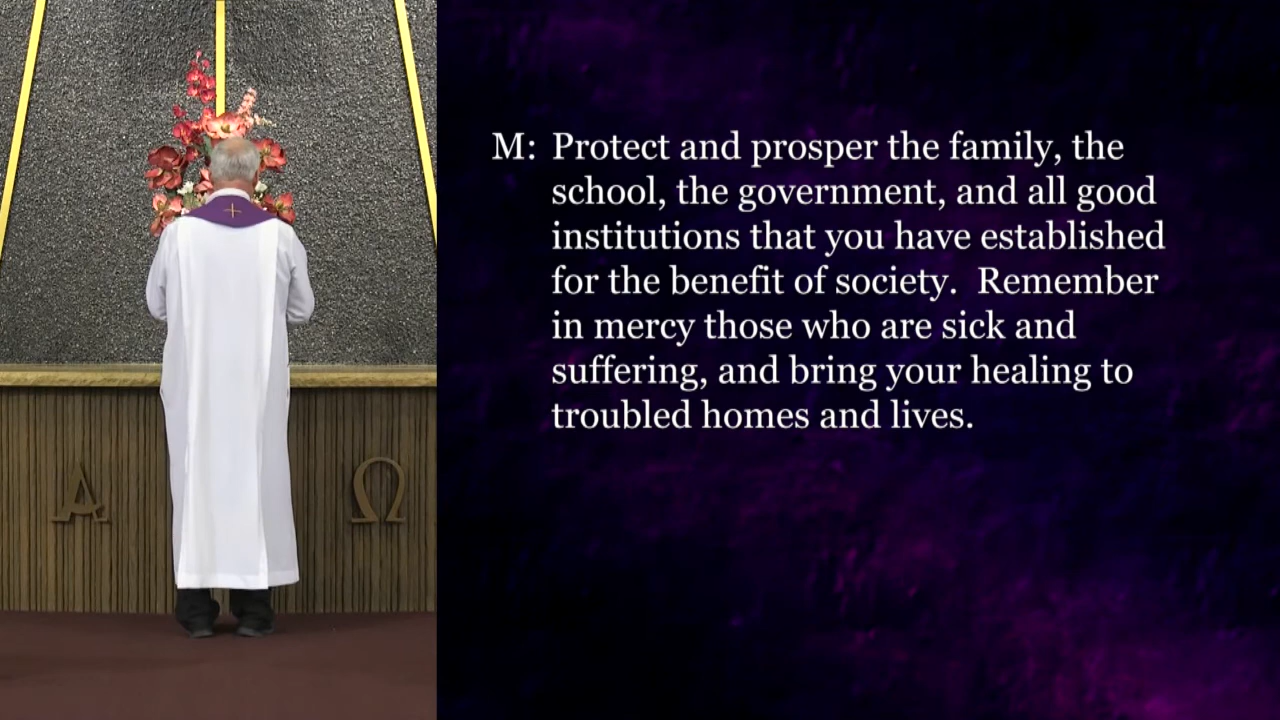 M: Protect and prosper the family, the
school, the government, and all good
institutions that you have established
for the benefit of society.  Remember
in mercy those who are sick and
suffering, and bring your healing to
troubled homes and lives.
Α Ω